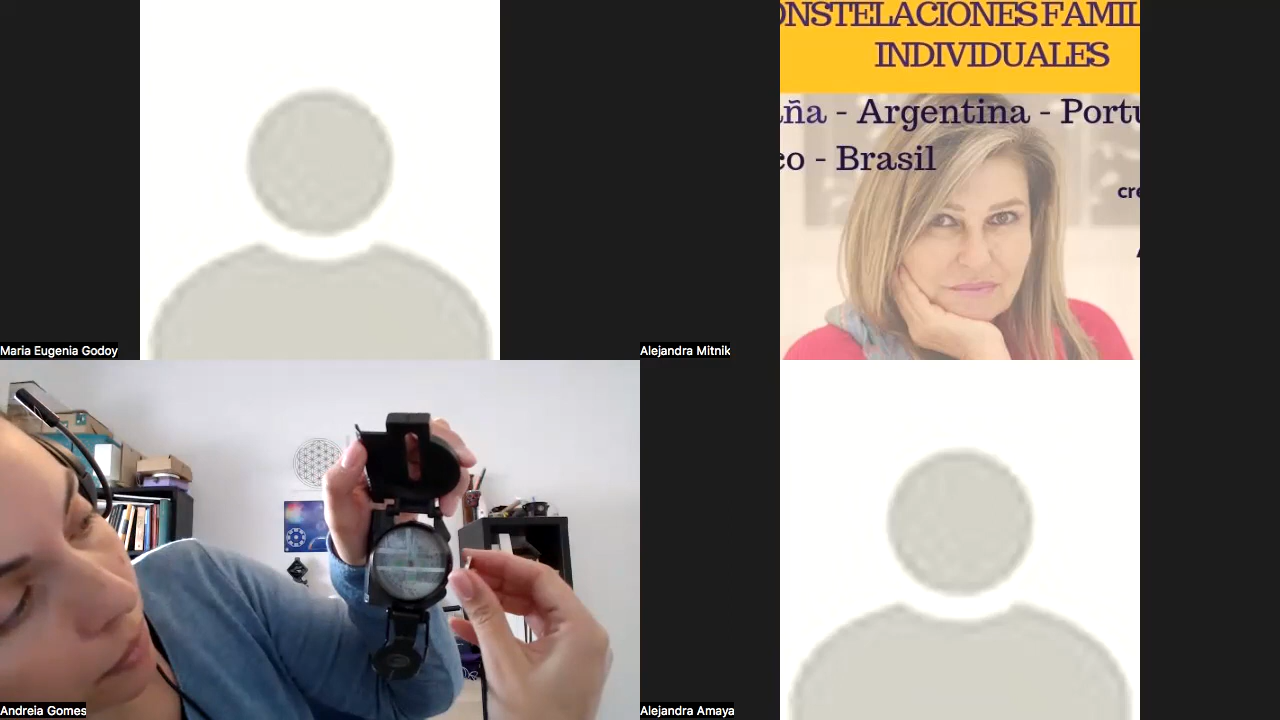 ONSTELACIONES FAMIL
INDIVIDUALES
ña - Argentina - Portu
co - Brasil
cre
Maria Eugenia Godoy
Alejandra Mitnik
Andreia Gomes
Alejandra Amaya